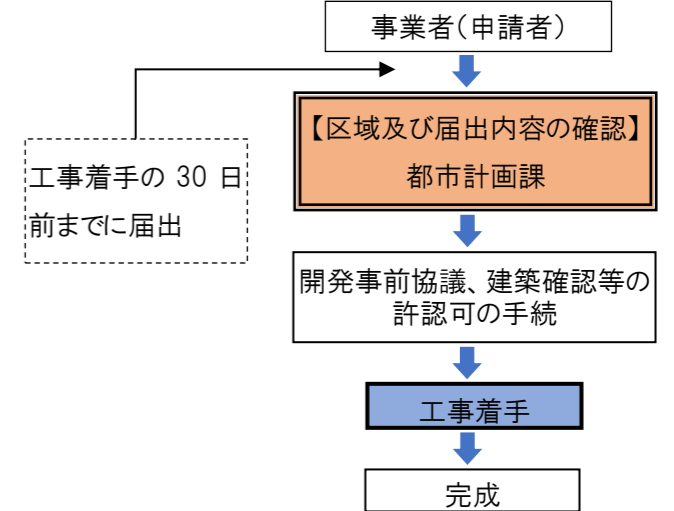 事業者（申請者）
【区域及び届出内容の確認】
都市計画課
工事着手の 30 日
前までに届出
開発事前協議、建築確認等の
許認可の手続
工事着手
完成